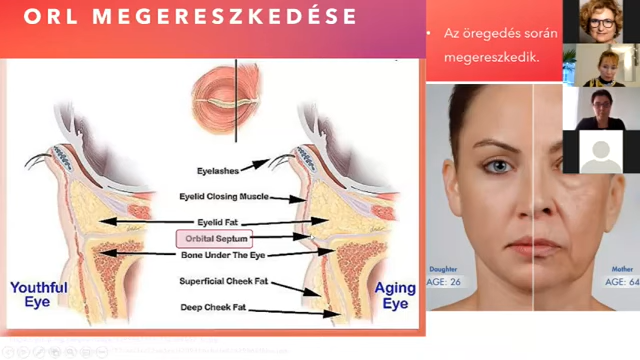 ORL MEGERESZKEDÉSE
• Az öregedés során
megereszkedik.
Eyelashes
Eyelid Closing Muscle
Eyelid Fat
Orbital Septum
Bone Under The Eye
Superficial Cheek Fat
Deep Cheek Fat
Youthful
Eye
Aging
Eye
Daughter
AGE: 26
Mother
AGE: 64